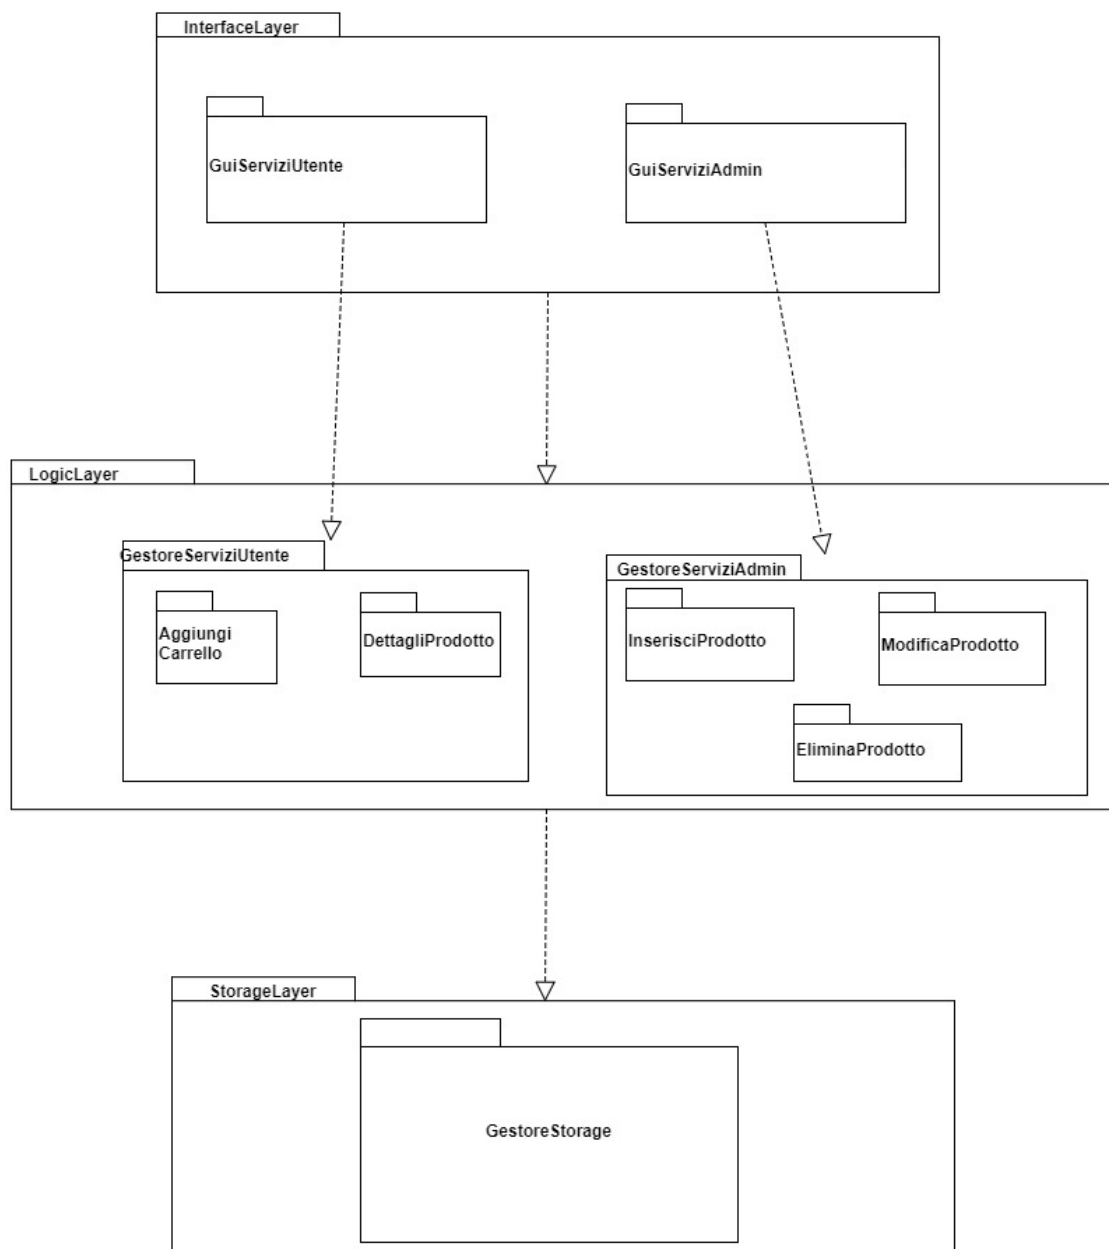 InterfaceLayer
GuiServiziUtente
GuiServiziAdmin
LogicLayer
GestoreServiziUtente
GestoreServiziAdmin
Aggiungi
Carrello
DettagliProdotto
InserisciProdotto
ModificaProdotto
EliminaProdotto
StorageLayer
GestoreStorage